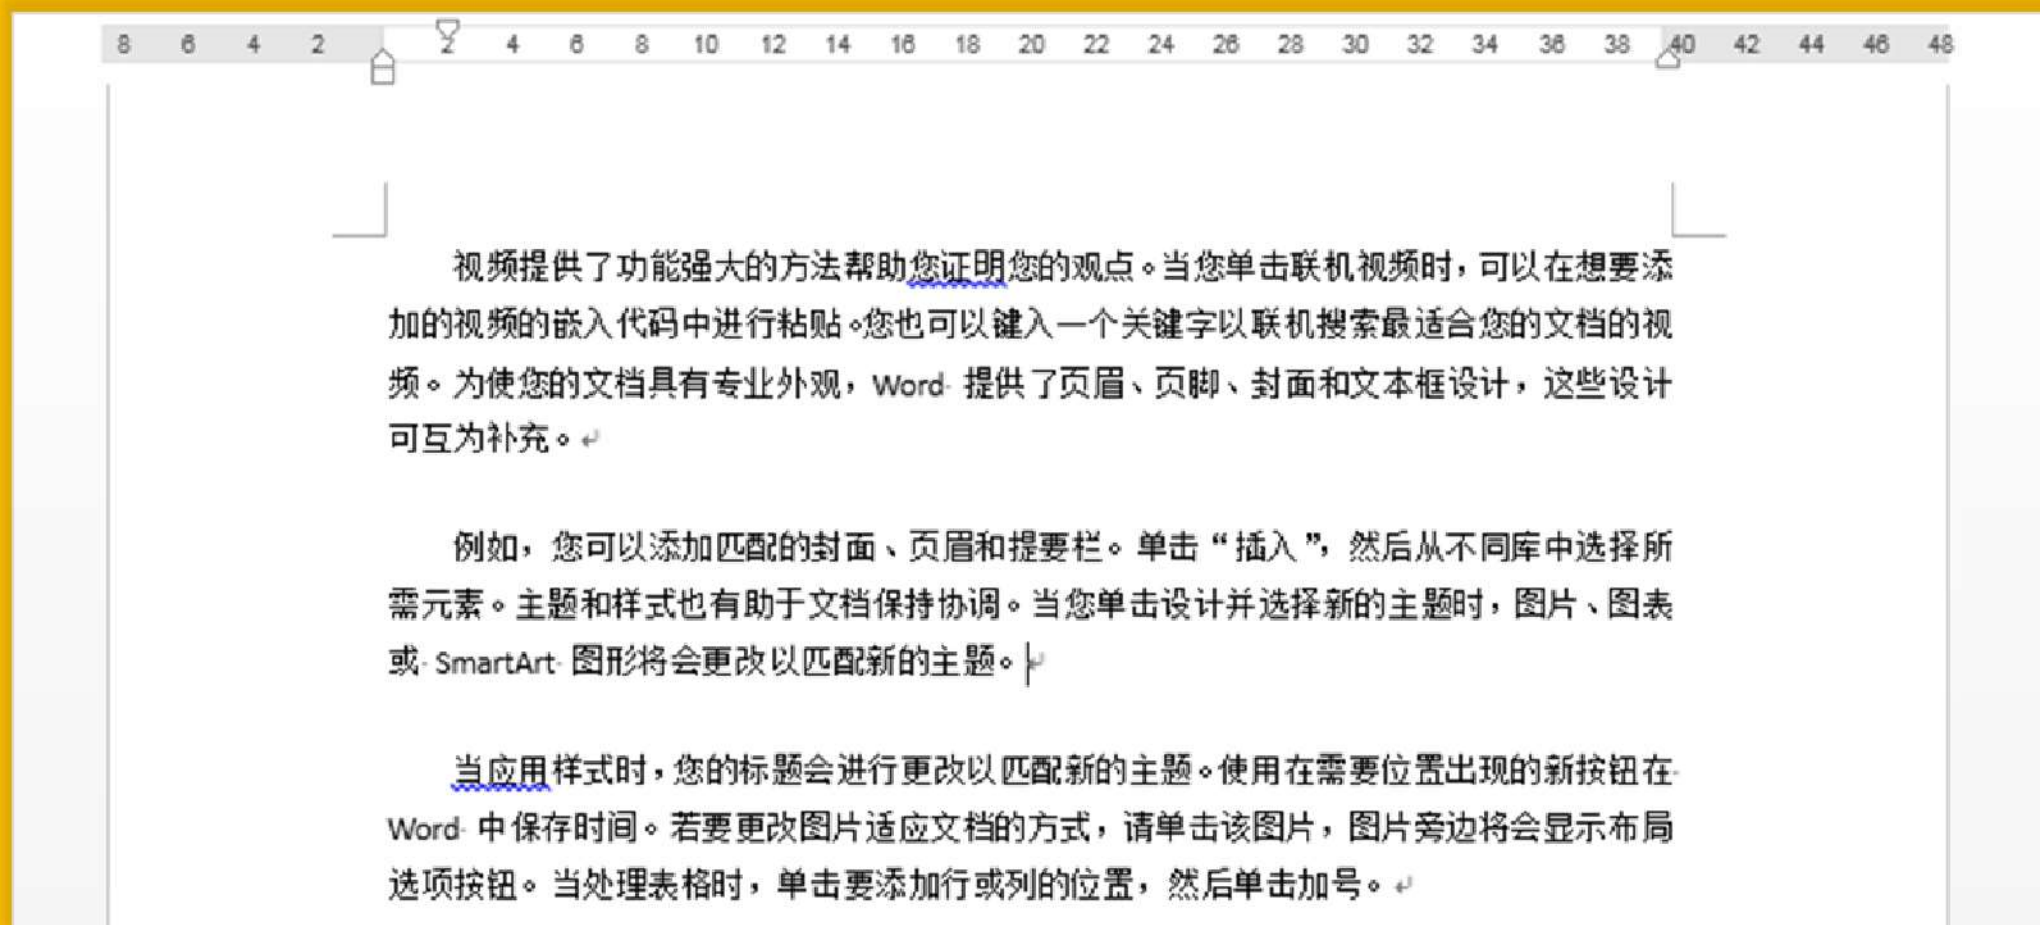 8 6 4 2 2 4 6 8 10 12 14 16 18 20 22 24 26 28 30 32 34 36 38 40 42 44 46 48
视频提供了功能强大的方法帮助您证明您的观点。当您单击联机视频时，可以在想要添
加的视频的嵌入代码中进行粘贴。您也可以键入一个关键字以联机搜索最适合您的文档的视
频。为使您的文档具有专业外观，Word 提供了页眉、页脚、封面和文本框设计，这些设计
可互为补充。
例如，您可以添加匹配的封面、页眉和提要栏。单击“插入”，然后从不同库中选择所
需元素。主题和样式也有助于文档保持协调。当您单击设计并选择新的主题时，图片、图表
或 SmartArt 图形将会更改以匹配新的主题。
当应用样式时，您的标题会进行更改以匹配新的主题。使用在需要位置出现的新按钮在
Word 中保存时间。若要更改图片适应文档的方式，请单击该图片，图片旁边将会显示布局
选项按钮。当处理表格时，单击要添加行或列的位置，然后单击加号。